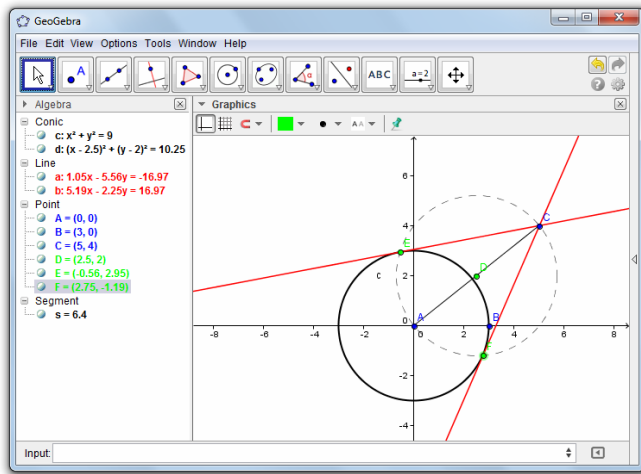 GeoGebra
File Edit View Options Tools Window Help
A
α
ABC
a=2
Algebra
Graphics
Conic
c: x² + y² = 9
d: (x - 2.5)² + (y - 2)² = 10.25
Line
a: 1.05x - 5.56y = -16.97
b: 5.19x - 2.25y = 16.97
Point
A = (0, 0)
B = (3, 0)
C = (5, 4)
D = (2.5, 2)
E = (-0.56, 2.95)
F = (2.75, -1.19)
Segment
s = 6.4
AA
6
4
C
E
2
c
D
0
A
B
-8 -6 -4 -2 0 2 4 6 8
-2
-4
Input: